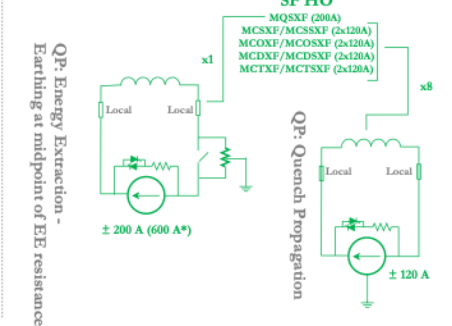 SF HO
MQSXF (200A)
MCSXF/MCSSXF (2x120A)
MCOXF/MCOSXF (2x120A)
MCDXF/MCDSXF (2x120A)
MCTXF/MCTSXF (2x120A)
x1
x8
Local
Local
± 200 A (600 A*)
QP: Energy Extraction -
Earthing at midpoint of EE resistance
QP: Quench Propagation
Local
Local
± 120 A